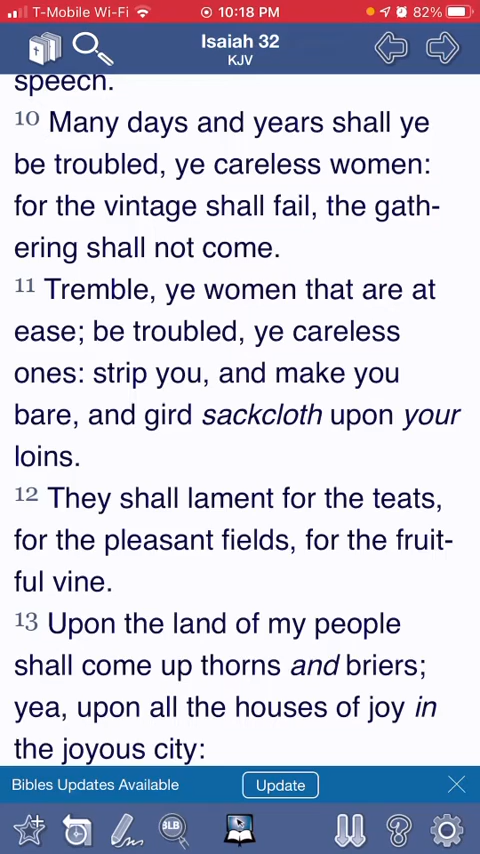 T-Mobile Wi-Fi 10:18 PM 82%
Isaiah 32
KJV
speech.
10 Many days and years shall ye
be troubled, ye careless women:
for the vintage shall fail, the gath-
ering shall not come.
11 Tremble, ye women that are at
ease; be troubled, ye careless
ones: strip you, and make you
bare, and gird sackcloth upon your
loins.
12 They shall lament for the teats,
for the pleasant fields, for the fruit-
ful vine.
13 Upon the land of my people
shall come up thorns and briers;
yea, upon all the houses of joy in
the joyous city:
Bibles Updates Available Update
BLB